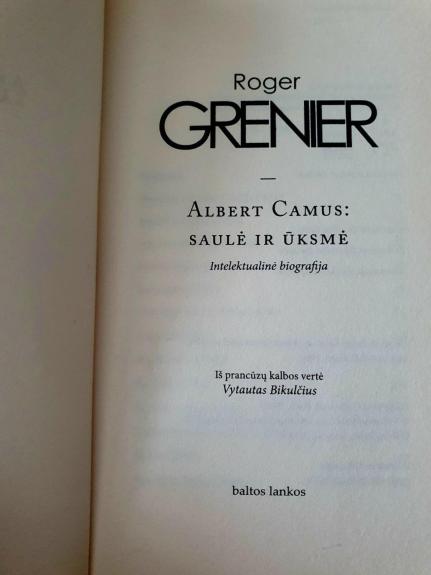 Roger
GRENIER
—
ALBERT CAMUS:
SAULĖ IR ŪKSMĖ
Intelektualinė biografija
Iš prancūzų kalbos vertė
Vytautas Bikulčius
baltos lankos